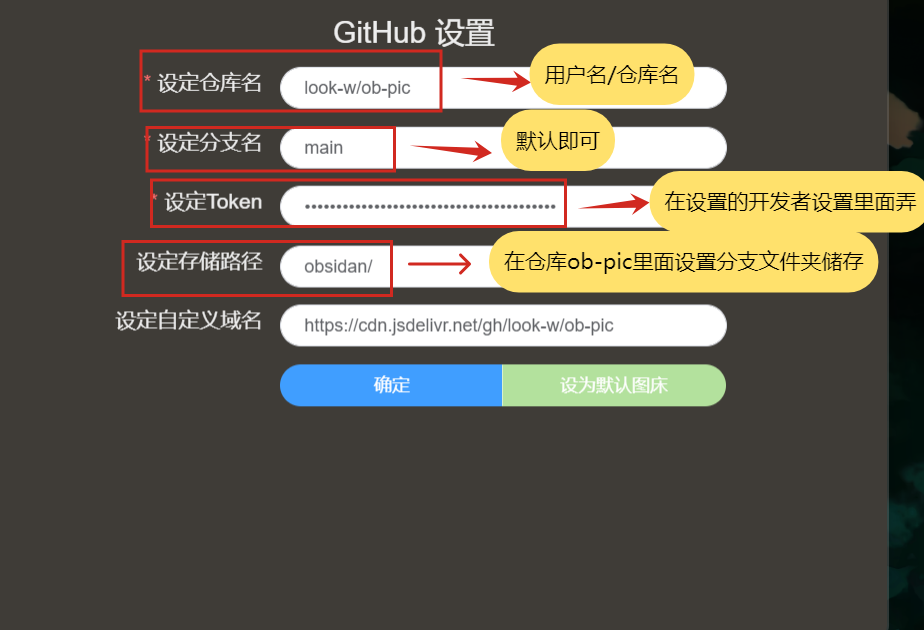 GitHub 设置
* 设定仓库名 look-w/ob-pic 用户名/仓库名
* 设定分支名 main 默认即可
* 设定Token •••••••••••••••••••••••••••••••••••••••• 在设置的开发者设置里面弄
设定存储路径 obsidan/ 在仓库ob-pic里面设置分支文件夹储存
设定自定义域名 https://cdn.jsdelivr.net/gh/look-w/ob-pic
确定 设为默认图床